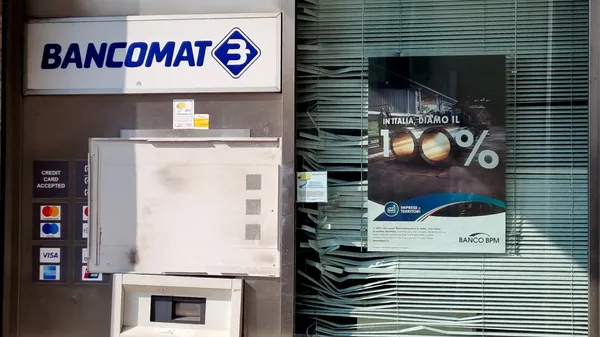 BANCOMAT
CREDIT
CARD
ACCEPTED
VISA
IN ITALIA, DIAMO IL
100%
IMPRESE e
TERRITORI
BANCO BPM